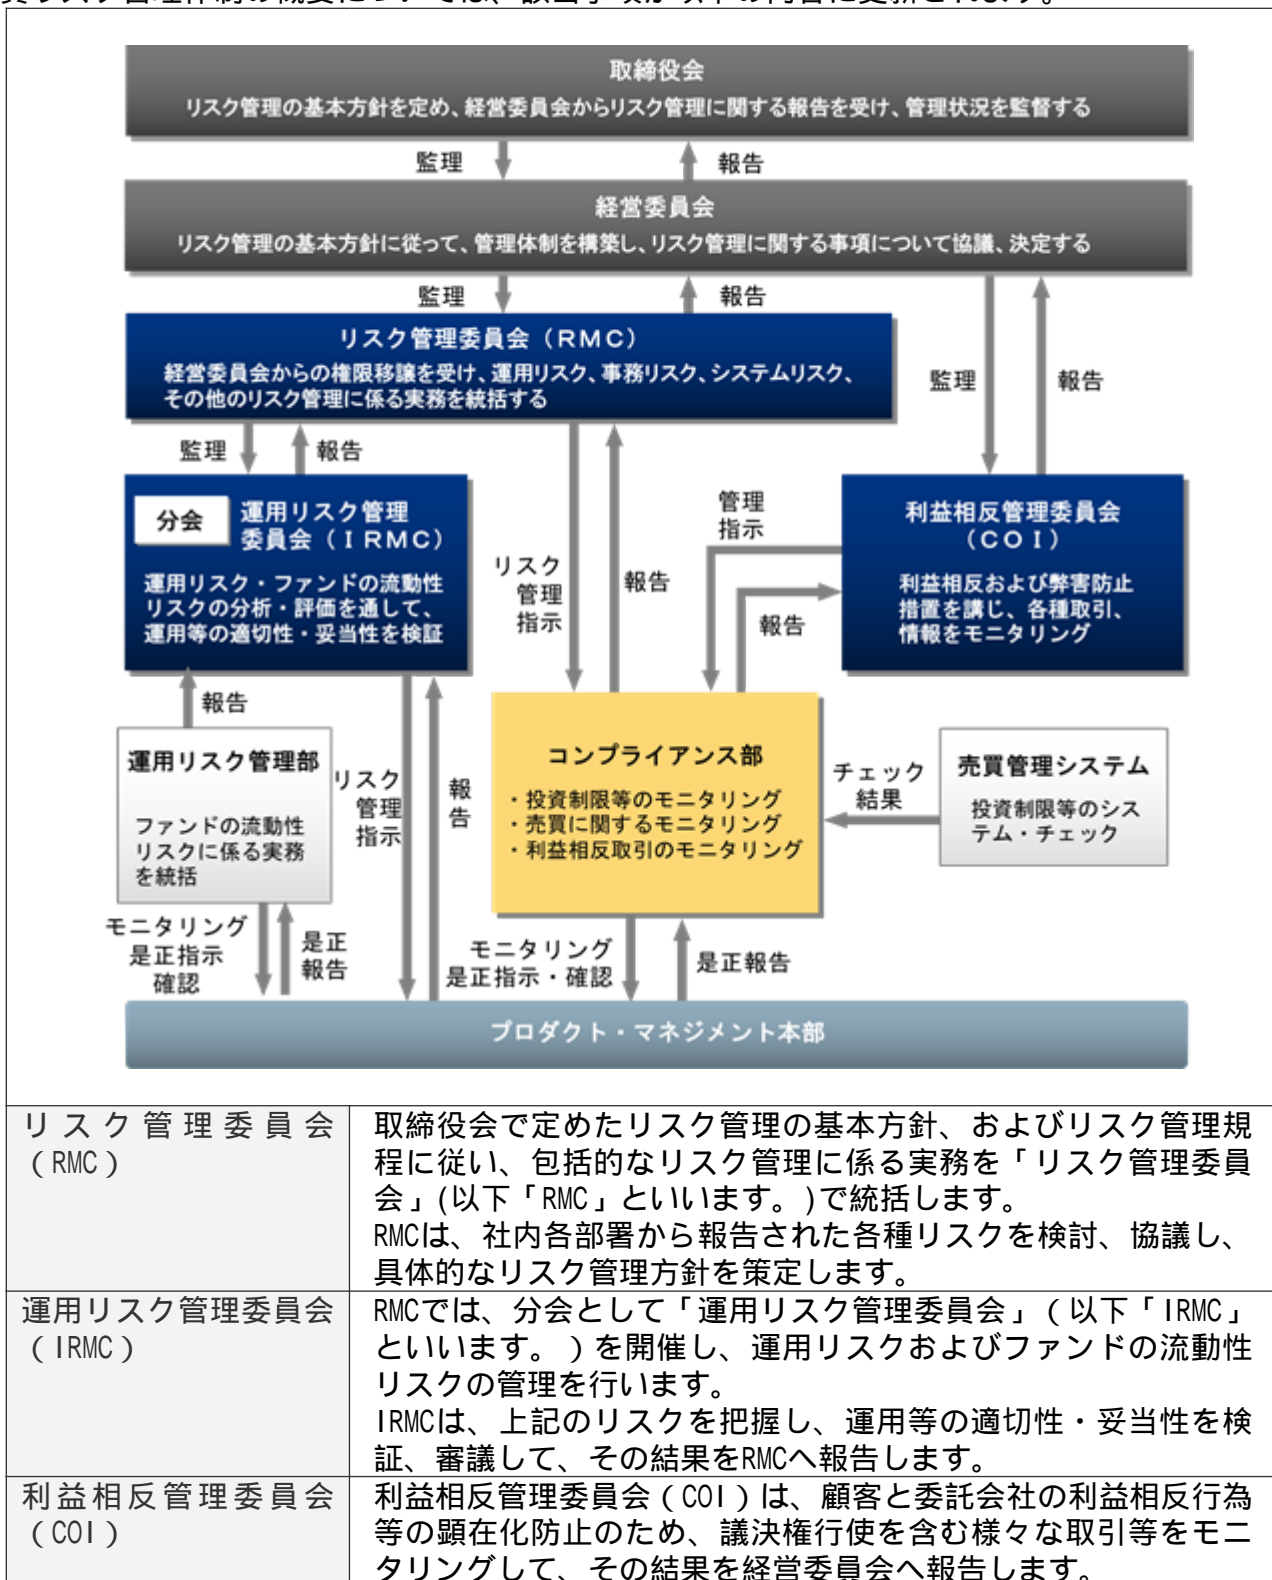 取締役会
リスク管理の基本方針を定め、経営委員会からリスク管理に関する報告を受け、管理状況を監督する
監理
報告
経営委員会
リスク管理の基本方針に従って、管理体制を構築し、リスク管理に関する事項について協議、決定する
監理
報告
リスク管理委員会(RMC)
経営委員会からの権限移譲を受け、運用リスク、事務リスク、システムリスク、
その他のリスク管理に係る実務を統括する
監理
報告
監理
報告
分会
運用リスク管理
委員会(IRMC)
運用リスク・ファンドの流動性
リスクの分析・評価を通して、
運用等の適切性・妥当性を検証
リスク
管理
指示
報告
管理
指示
報告
利益相反管理委員会
(COI)
利益相反および弊害防止
措置を講じ、各種取引、
情報をモニタリング
報告
運用リスク管理部
ファンドの流動性
リスクに係る実務
を統括
リスク
管理
指示
報
告
コンプライアンス部
・投資制限等のモニタリング
・売買に関するモニタリング
・利益相反取引のモニタリング
チェック
結果
売買管理システム
投資制限等のシス
テム・チェック
モニタリング
是正指示
確認
是正
報告
モニタリング
是正指示・確認
是正報告
プロダクト・マネジメント本部
リスク管理委員会
(RMC)
取締役会で定めたリスク管理の基本方針、およびリスク管理規
程に従い、包括的なリスク管理に係る実務を「リスク管理委員
会」(以下「RMC」といいます。)で統括します。
RMCは、社内各部署から報告された各種リスクを検討、協議し、
具体的なリスク管理方針を策定します。
運用リスク管理委員会
(IRMC)
RMCでは、分会として「運用リスク管理委員会」(以下「IRMC」
といいます。)を開催し、運用リスクおよびファンドの流動性
リスクの管理を行います。
IRMCは、上記のリスクを把握し、運用等の適切性・妥当性を検
証、審議して、その結果をRMCへ報告します。
利益相反管理委員会
(COI)
利益相反管理委員会(COI)は、顧客と委託会社の利益相反行為
等の顕在化防止のため、議決権行使を含む様々な取引等をモニ
タリングして、その結果を経営委員会へ報告します。